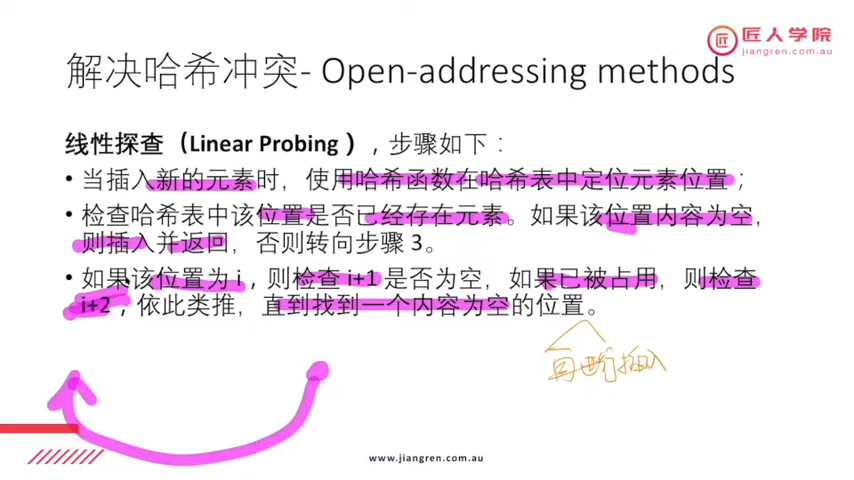 匠人学院
jiangren.com.au
解决哈希冲突- Open-addressing methods
线性探查（Linear Probing），步骤如下：
• 当插入新的元素时，使用哈希函数在哈希表中定位元素位置；
• 检查哈希表中该位置是否已经存在元素。如果该位置内容为空，
则插入并返回，否则转向步骤 3。
• 如果该位置为 i，则检查 i+1 是否为空，如果已被占用，则检查
i+2，依此类推，直到找到一个内容为空的位置。
插入
www.jiangren.com.au